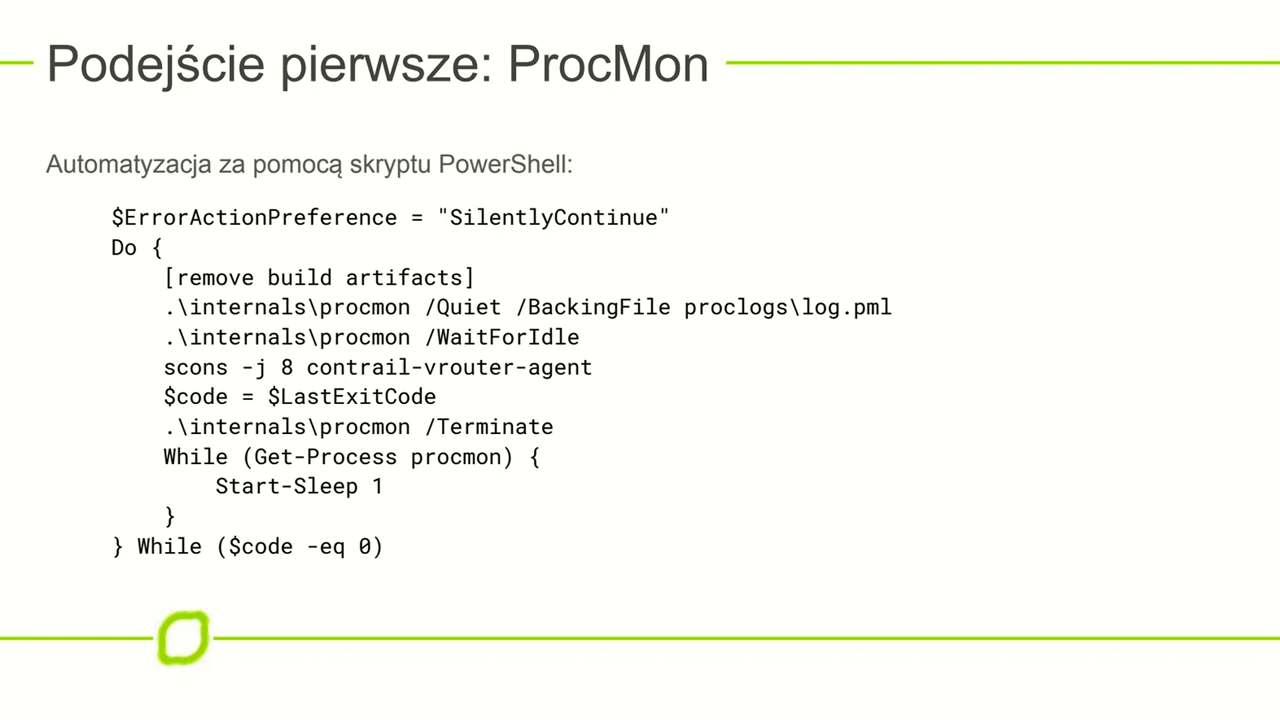 Podejście pierwsze: ProcMon
Automatyzacja za pomocą skryptu PowerShell:
$ErrorActionPreference = "SilentlyContinue"
Do {
[remove build artifacts]
.\internals\procmon /Quiet /BackingFile proclogs\log.pml
.\internals\procmon /WaitForIdle
scons -j 8 contrail-vrouter-agent
$code = $LastExitCode
.\internals\procmon /Terminate
While (Get-Process procmon) {
Start-Sleep 1
}
} While ($code -eq 0)